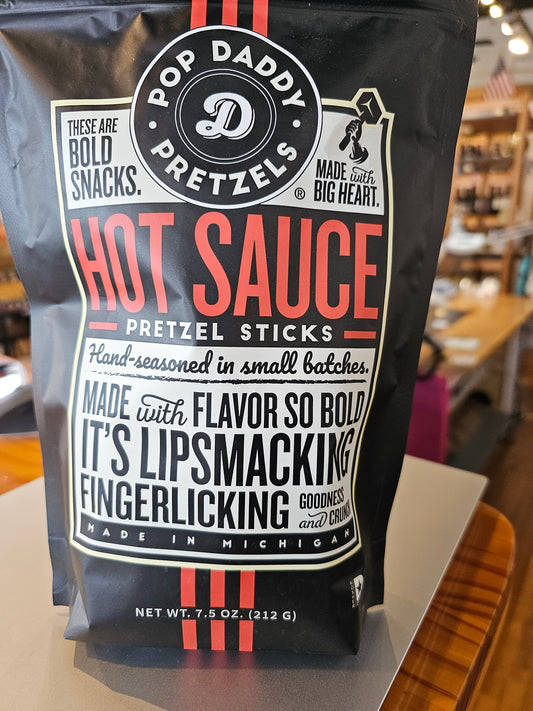 POP DADDY
D
PRETZELS
®
THESE ARE
BOLD
SNACKS.
MADE with
BIG HEART.
HOT SAUCE
PRETZEL STICKS
Hand-seasoned in small batches.
MADE with FLAVOR SO BOLD
IT'S LIPSMACKING
FINGERLICKING
GOODNESS
and CRUNCH
MADE IN MICHIGAN
NET WT. 7.5 OZ. (212 G)